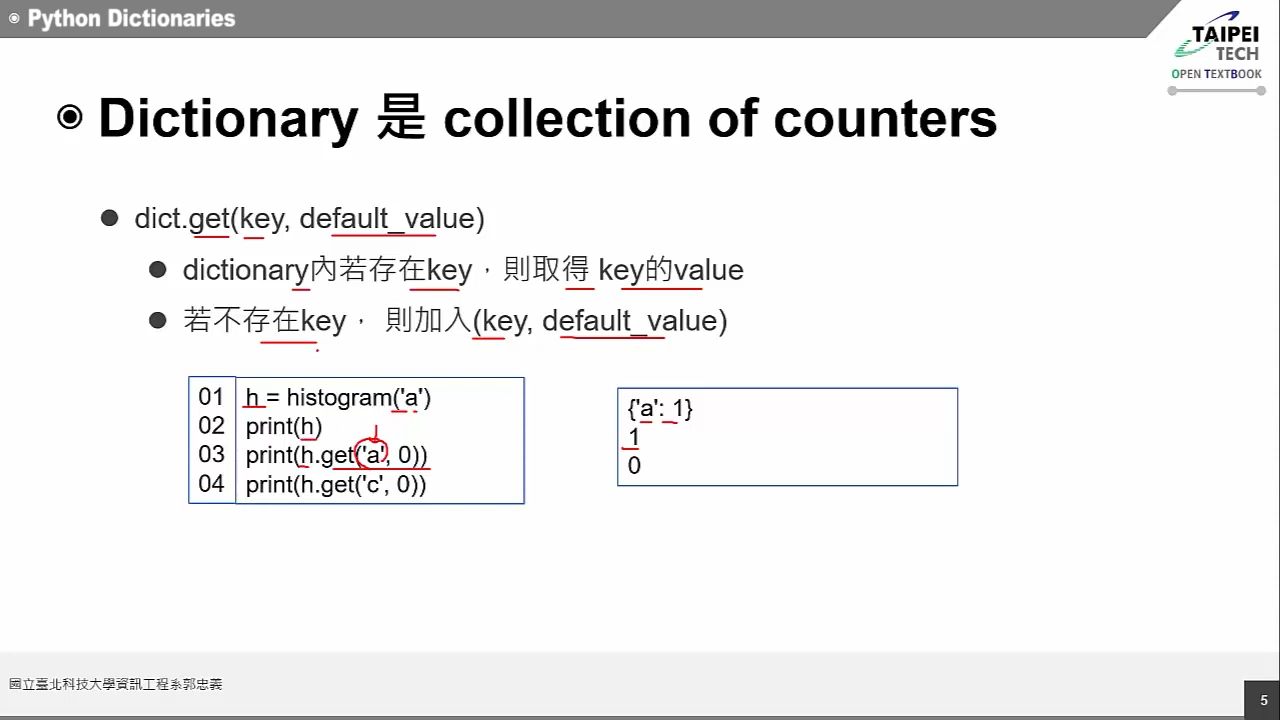 Python Dictionaries
TAIPEI
TECH
OPEN TEXTBOOK
Dictionary 是 collection of counters
dict.get(key, default_value)
dictionary內若存在key，則取得 key的value
若不存在key， 則加入(key, default_value)
01 h = histogram('a')
02 print(h)
03 print(h.get('a', 0))
04 print(h.get('c', 0))
{'a': 1}
1
0
國立臺北科技大學資訊工程系郭忠義
5